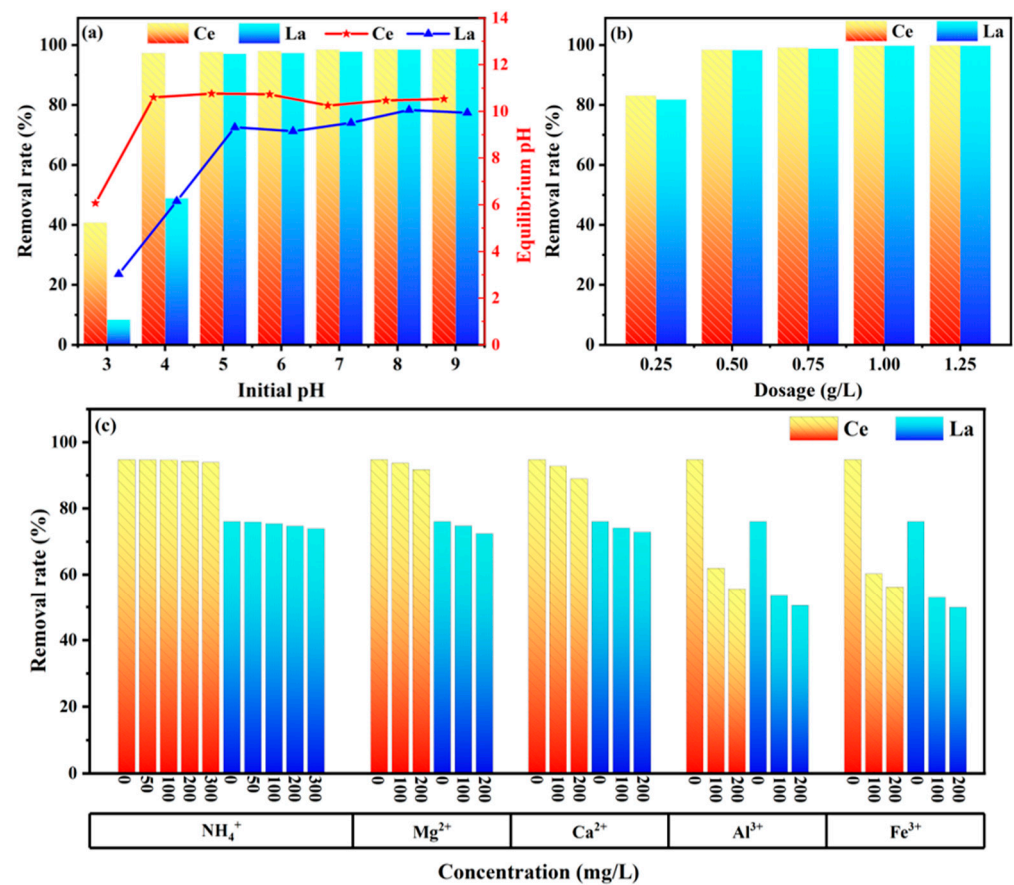 (a)
Ce
La
Ce
La
Removal rate (%)
0
20
40
60
80
100
Equilibrium pH
0
2
4
6
8
10
12
14
3 4 5 6 7 8 9
Initial pH
(b)
Ce
La
Removal rate (%)
0
20
40
60
80
100
0.25 0.50 0.75 1.00 1.25
Dosage (g/L)
(c)
Ce
La
Removal rate (%)
0
20
40
60
80
100
0 50 100 200 300 0 50 100 200 300
0 100 200 0 100 200
0 100 200 0 100 200
0 100 200 0 100 200
0 100 200 0 100 200
NH₄⁺ Mg²⁺ Ca²⁺ Al³⁺ Fe³⁺
Concentration (mg/L)